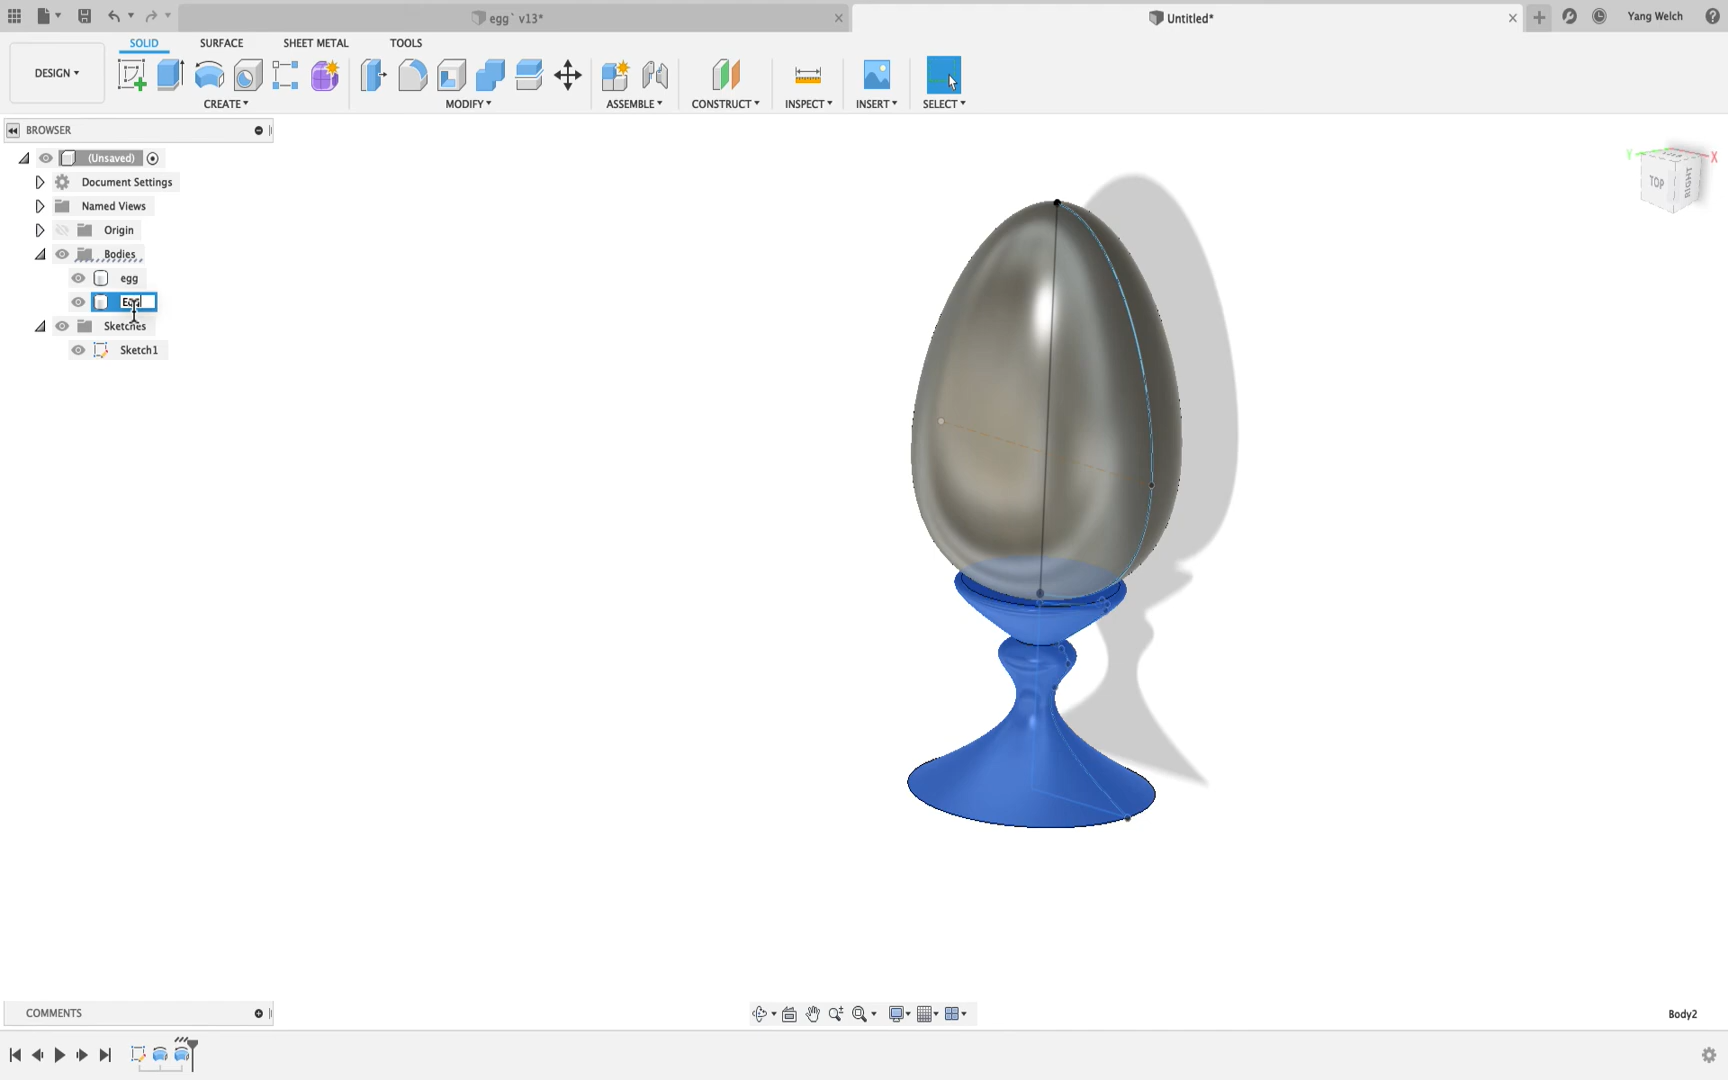 egg` v13*
Untitled*
Yang Welch
DESIGN
SOLID
SURFACE
SHEET METAL
TOOLS
CREATE
MODIFY
ASSEMBLE
CONSTRUCT
INSPECT
INSERT
SELECT
BROWSER
(Unsaved)
Document Settings
Named Views
Origin
Bodies
egg
Sketches
Sketch1
Y
X
TOP
RIGHT
COMMENTS
Body2